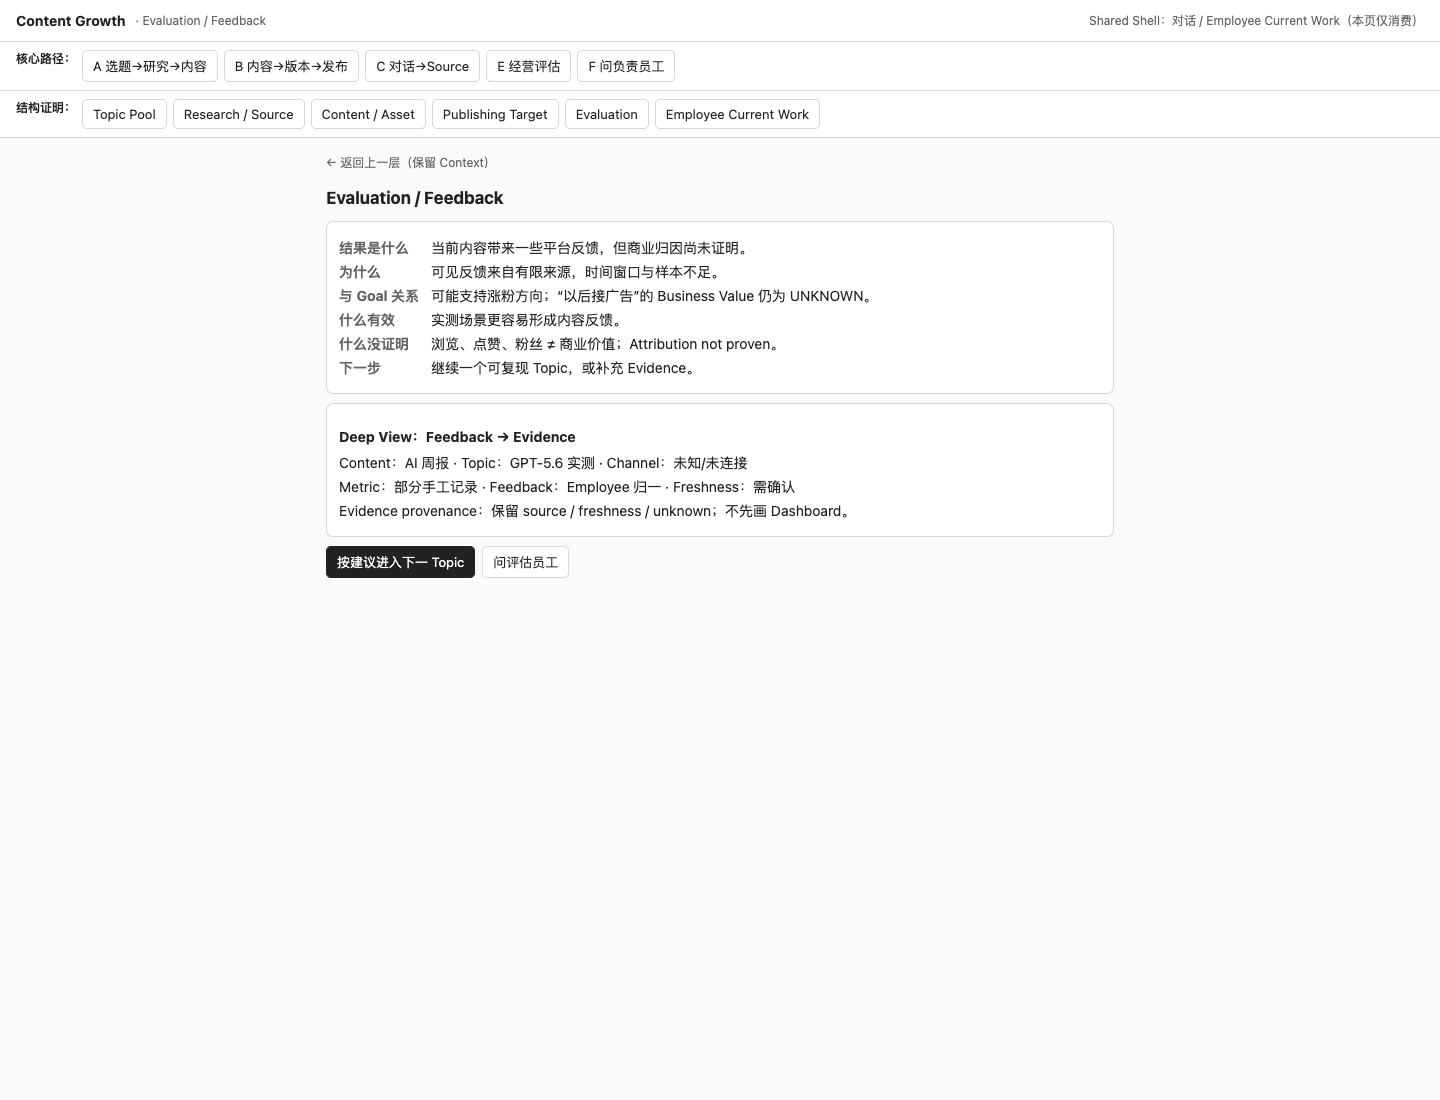 Content Growth · Evaluation / Feedback
Shared Shell：对话 / Employee Current Work（本页仅消费）
核心路径：
A 选题→研究→内容
B 内容→版本→发布
C 对话→Source
E 经营评估
F 问负责员工
结构证明：
Topic Pool
Research / Source
Content / Asset
Publishing Target
Evaluation
Employee Current Work
← 返回上一层（保留 Context）
Evaluation / Feedback
结果是什么 当前内容带来一些平台反馈，但商业归因尚未证明。
为什么 可见反馈来自有限来源，时间窗口与样本不足。
与 Goal 关系 可能支持涨粉方向；“以后接广告”的 Business Value 仍为 UNKNOWN。
什么有效 实测场景更容易形成内容反馈。
什么没证明 浏览、点赞、粉丝 ≠ 商业价值；Attribution not proven。
下一步 继续一个可复现 Topic，或补充 Evidence。
Deep View：Feedback → Evidence
Content：AI 周报 · Topic：GPT-5.6 实测 · Channel：未知/未连接
Metric：部分手工记录 · Feedback：Employee 归一 · Freshness：需确认
Evidence provenance：保留 source / freshness / unknown；不先画 Dashboard。
按建议进入下一 Topic
问评估员工